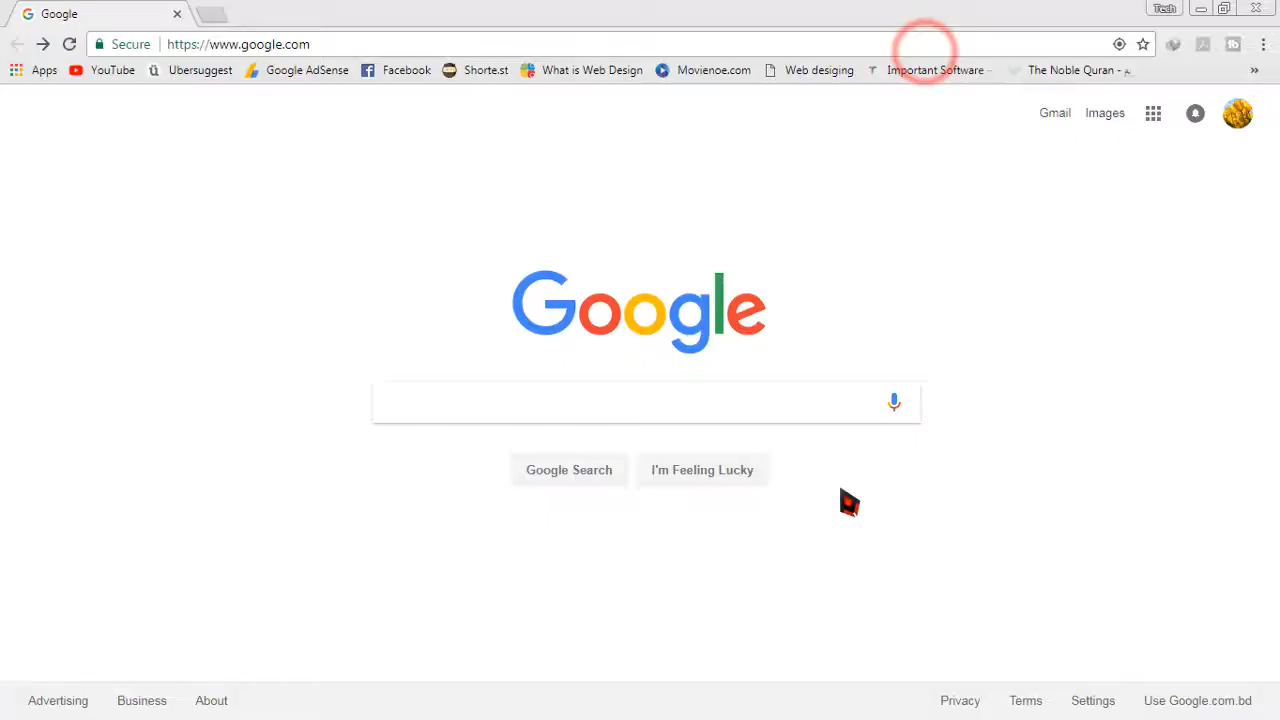 Google
Tech
Secure
https://www.google.com
Apps
YouTube
Ubersuggest
Google AdSense
Facebook
Shorte.st
What is Web Design
Movienoe.com
Web desiging
Important Software -
The Noble Quran -
Gmail
Images
Google
Google Search
I'm Feeling Lucky
Advertising
Business
About
Privacy
Terms
Settings
Use Google.com.bd